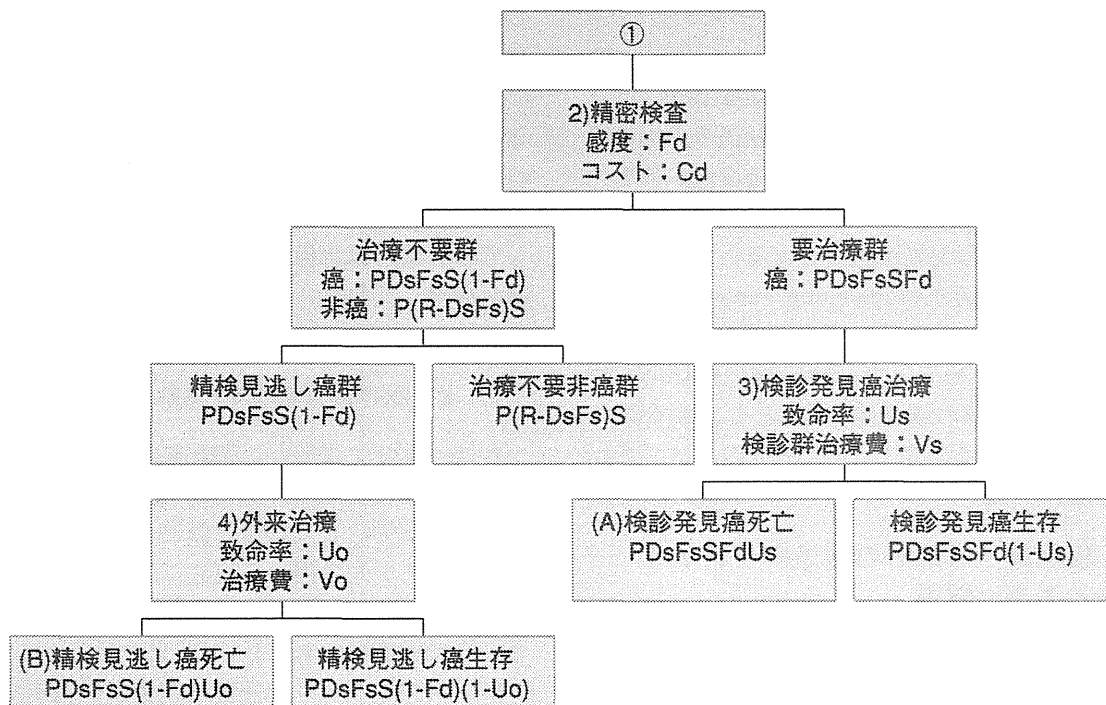 ①
2)精密検査
感度：Fd
コスト：Cd
治療不要群
癌：PDsFsS(1-Fd)
非癌：P(R-DsFs)S
要治療群
癌：PDsFsSFd
精検見逃し癌群
PDsFsS(1-Fd)
治療不要非癌群
P(R-DsFs)S
3)検診発見癌治療
致命率：Us
検診群治療費：Vs
4)外来治療
致命率：Uo
治療費：Vo
(A)検診発見癌死亡
PDsFsSFdUs
検診発見癌生存
PDsFsSFd(1-Us)
(B)精検見逃し癌死亡
PDsFsS(1-Fd)Uo
精検見逃し癌生存
PDsFsS(1-Fd)(1-Uo)